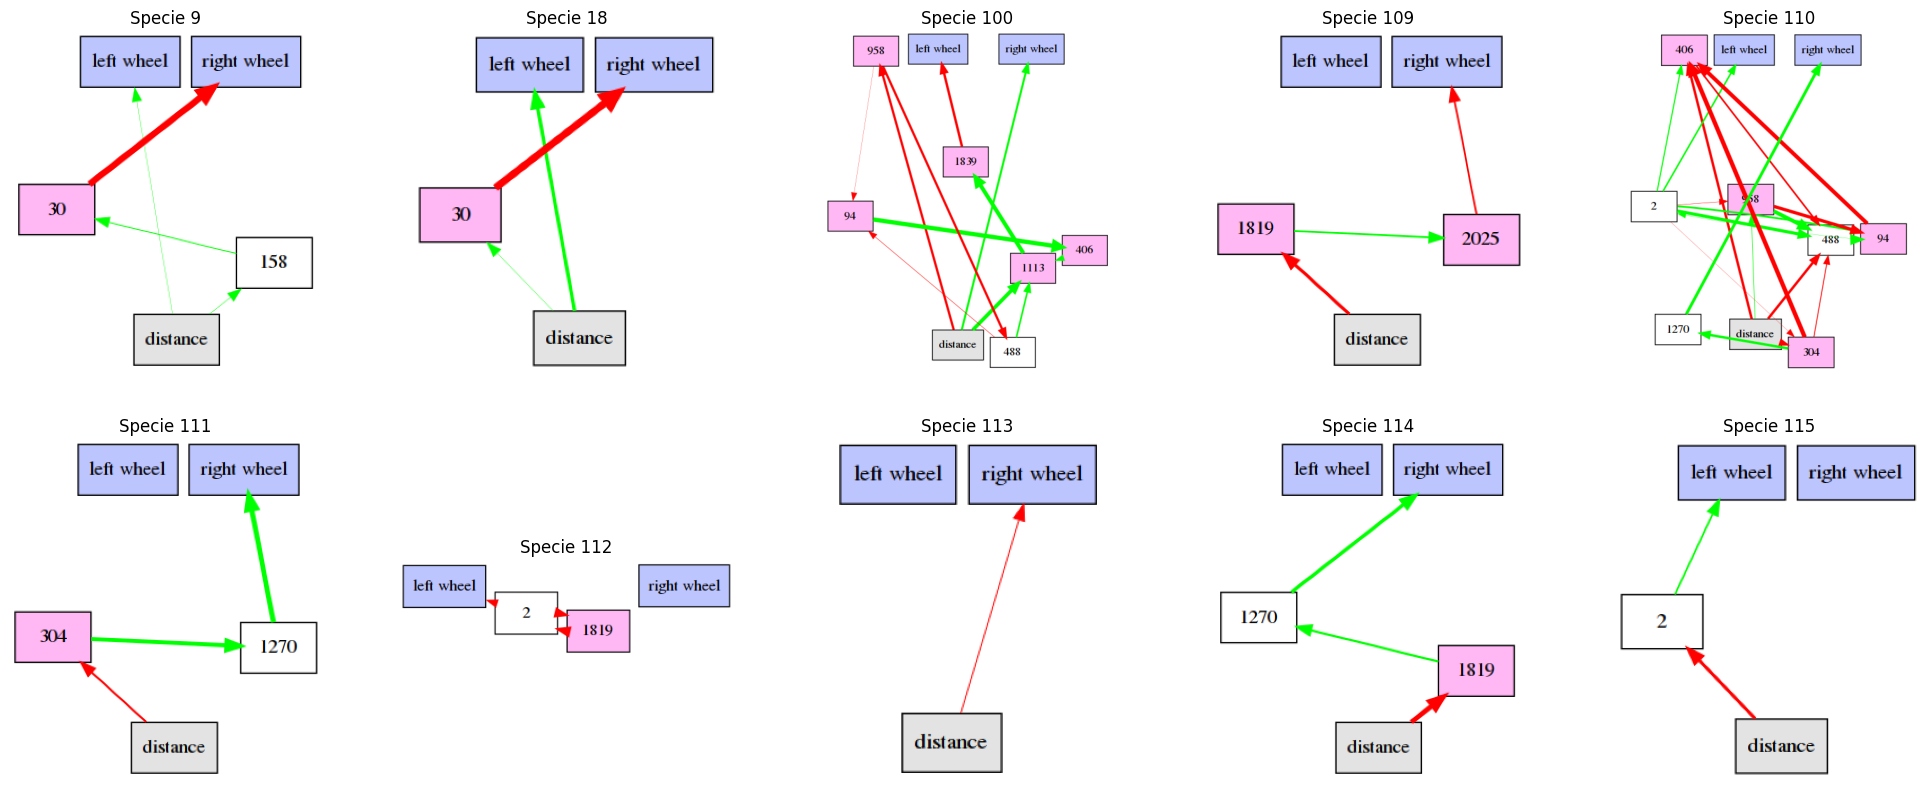 Specie 9
left wheel
right wheel
30
158
distance
Specie 18
left wheel
right wheel
30
distance
Specie 100
958
left wheel
right wheel
1839
94
406
1113
distance
488
Specie 109
left wheel
right wheel
1819
2025
distance
Specie 110
406
left wheel
right wheel
2
958
488
94
1270
distance
304
Specie 111
left wheel
right wheel
304
1270
distance
Specie 112
left wheel
right wheel
2
1819
Specie 113
left wheel
right wheel
distance
Specie 114
left wheel
right wheel
1270
1819
distance
Specie 115
left wheel
right wheel
2
distance